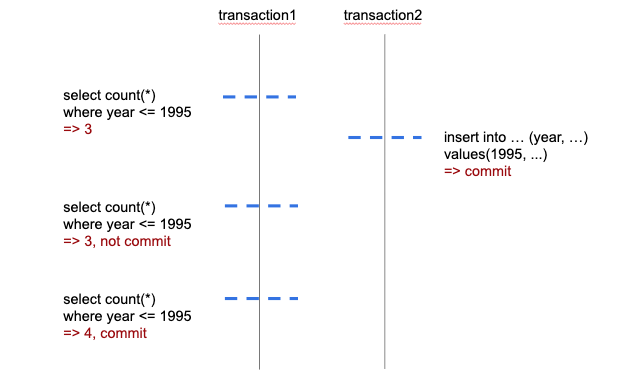 transaction1
transaction2
select count(*)
where year <= 1995
=> 3
insert into … (year, …)
values(1995, ...)
=> commit
select count(*)
where year <= 1995
=> 3, not commit
select count(*)
where year <= 1995
=> 4, commit